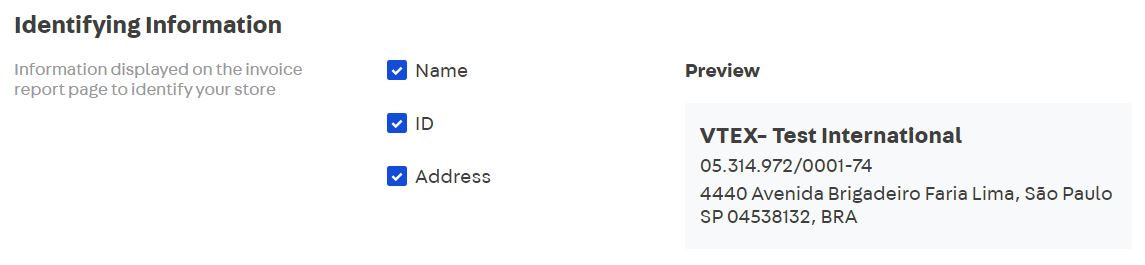 Identifying Information
Information displayed on the invoice
report page to identify your store
Name
ID
Address
Preview
VTEX- Test International
05.314.972/0001-74
4440 Avenida Brigadeiro Faria Lima, São Paulo
SP 04538132, BRA